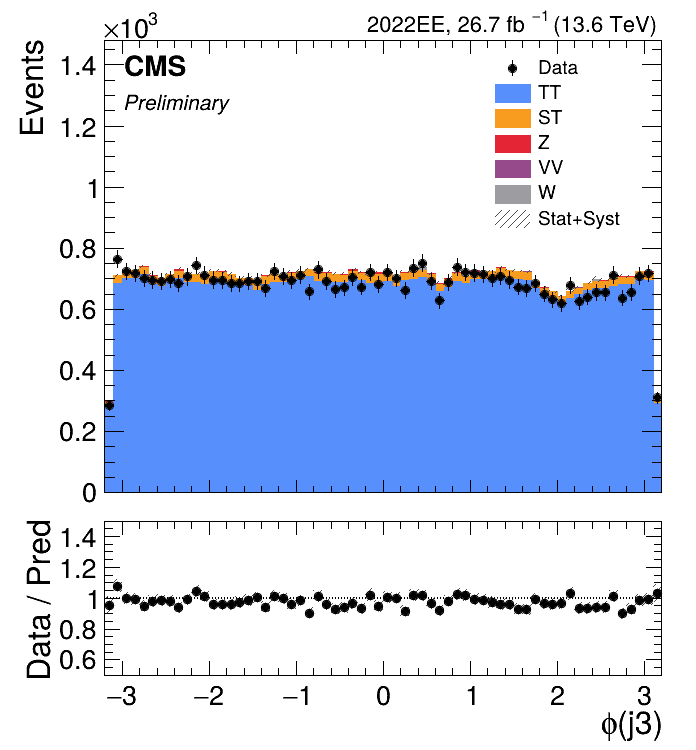 ×10³
2022EE, 26.7 fb ⁻¹ (13.6 TeV)
Events
CMS
Preliminary
Data
TT
ST
Z
VV
W
Stat+Syst
1.4
1.2
1
0.8
0.6
0.4
0.2
0
Data / Pred
1.4
1.2
1
0.8
0.6
−3 −2 −1 0 1 2 3
ϕ(j3)